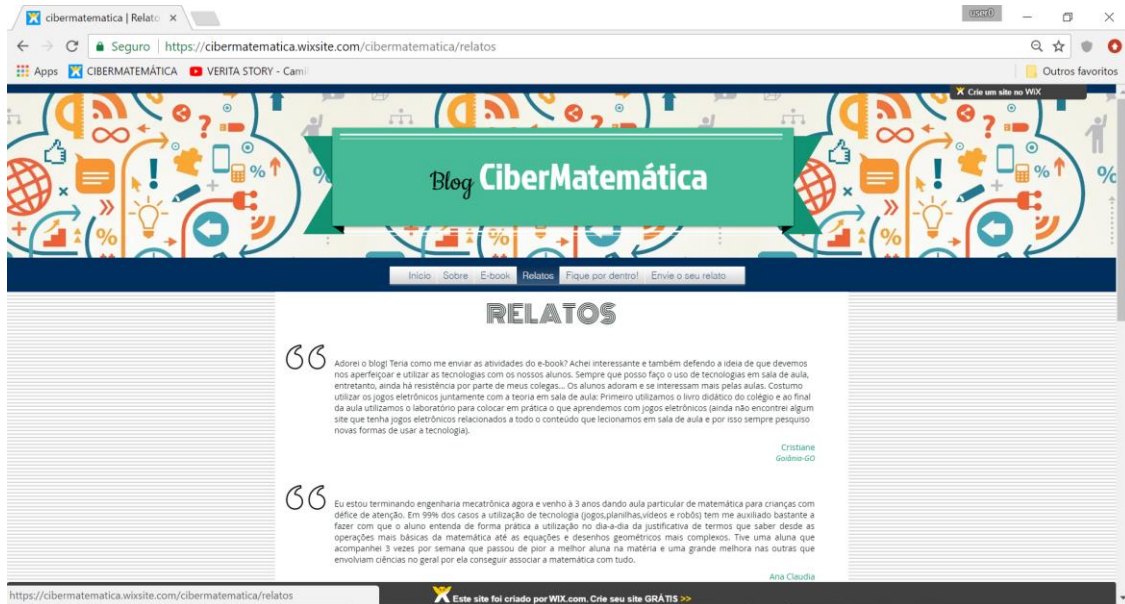 cibermatematica | Relato
user0
Seguro | https://cibermatematica.wixsite.com/cibermatematica/relatos
Apps CIBERMATEMÁTICA VERITA STORY - Cami
Outros favoritos
Crie um site no WiX
Blog CiberMatemática
Início Sobre E-book Relatos Fique por dentro! Envie o seu relato
RELATOS
Adorei o blog! Teria como me enviar as atividades do e-book? Achei interessante e também defendo a ideia de que devemos
nos aperfeiçoar e utilizar as tecnologias com os nossos alunos. Sempre que posso faço o uso de tecnologias em sala de aula,
entretanto, ainda há resistência por parte de meus colegas... Os alunos adoram e se interessam mais pelas aulas. Costumo
utilizar os jogos eletrônicos juntamente com a teoria em sala de aula: Primeiro utilizamos o livro didático do colégio e ao final
da aula utilizamos o laboratório para colocar em prática o que aprendemos com jogos eletrônicos (ainda não encontrei algum
site que tenha jogos eletrônicos relacionados a todo o conteúdo que lecionamos em sala de aula e por isso sempre pesquiso
novas formas de usar a tecnologia).
Cristiane
Goiânia-GO
Eu estou terminando engenharia mecatrônica agora e venho à 3 anos dando aula particular de matemática para crianças com
défice de atenção. Em 99% dos casos a utilização de tecnologia (jogos,planilhas,vídeos e robôs) tem me auxiliado bastante a
fazer com que o aluno entenda de forma prática a utilização no dia-a-dia da justificativa de termos que saber desde as
operações mais básicas da matemática até as equações e desenhos geométricos mais complexos. Tive uma aluna que
acompanhei 3 vezes por semana que passou de pior a melhor aluna na matéria e uma grande melhora nas outras que
envolviam ciências no geral por ela conseguir associar a matemática com tudo.
Ana Claudia
https://cibermatematica.wixsite.com/cibermatematica/relatos
Este site foi criado por WIX.com. Crie seu site GRÁTIS >>